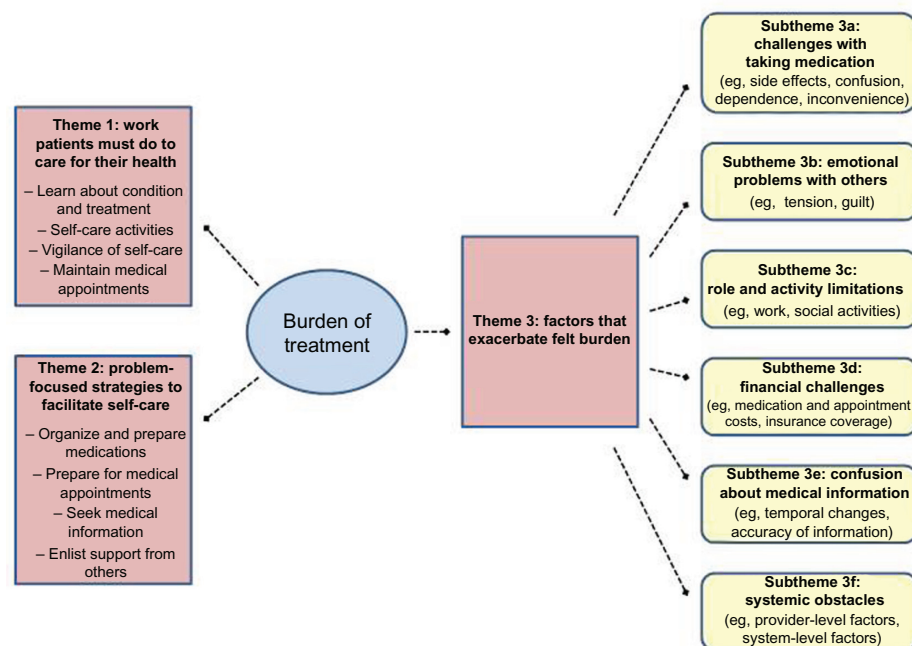 Theme 1: work
patients must do to
care for their health
– Learn about condition
and treatment
– Self-care activities
– Vigilance of self-care
– Maintain medical
appointments
Theme 2: problem-
focused strategies to
facilitate self-care
– Organize and prepare
medications
– Prepare for medical
appointments
– Seek medical
information
– Enlist support from
others
Burden of
treatment
Theme 3: factors that
exacerbate felt burden
Subtheme 3a:
challenges with
taking medication
(eg, side effects, confusion,
dependence, inconvenience)
Subtheme 3b: emotional
problems with others
(eg, tension, guilt)
Subtheme 3c:
role and activity limitations
(eg, work, social activities)
Subtheme 3d:
financial challenges
(eg, medication and appointment
costs, insurance coverage)
Subtheme 3e: confusion
about medical information
(eg, temporal changes,
accuracy of information)
Subtheme 3f:
systemic obstacles
(eg, provider-level factors,
system-level factors)